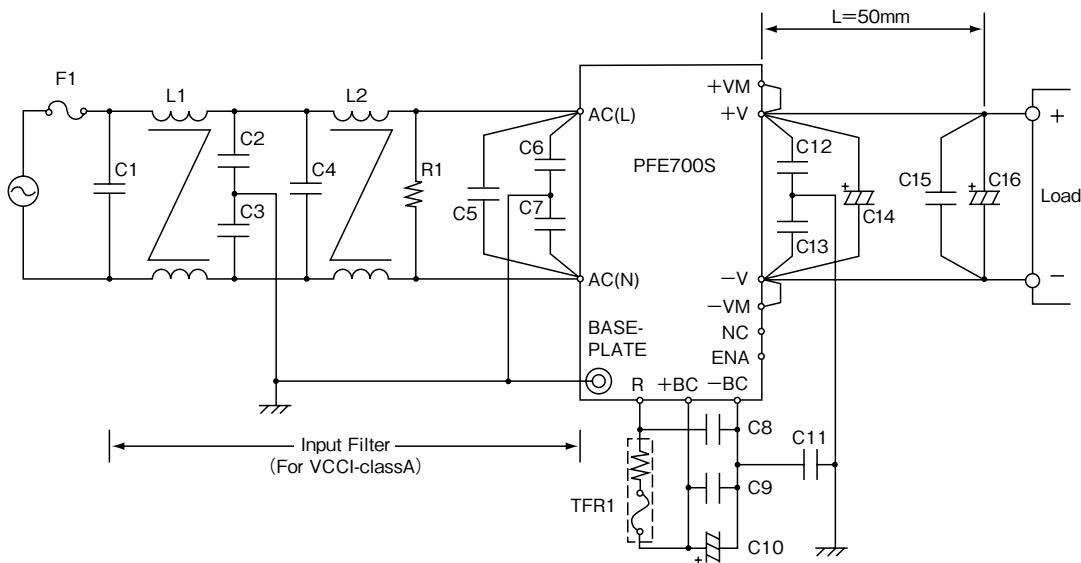 L=50mm
F1
L1
L2
+VM
+V
AC(L)
C2
C6
C12
C1
C4
R1
PFE700S
C15
C16
+
Load
−
C5
C7
C14
C3
C13
AC(N)
−V
−VM
BASE-
PLATE
NC
ENA
R
+BC
−BC
C8
C11
Input Filter
(For VCCI-classA)
C9
TFR1
C10
+
+
+